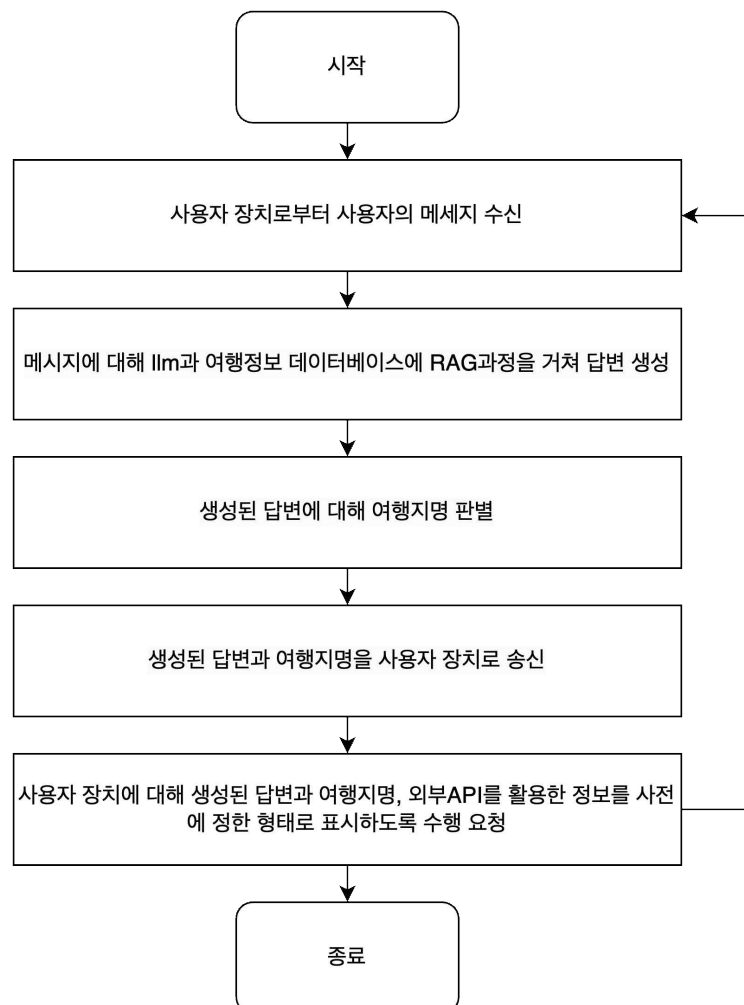 시작
사용자 장치로부터 사용자의 메세지 수신
메시지에 대해 llm과 여행정보 데이터베이스에 RAG과정을 거쳐 답변 생성
생성된 답변에 대해 여행지명 판별
생성된 답변과 여행지명을 사용자 장치로 송신
사용자 장치에 대해 생성된 답변과 여행지명, 외부API를 활용한 정보를 사전
에 정한 형태로 표시하도록 수행 요청
종료